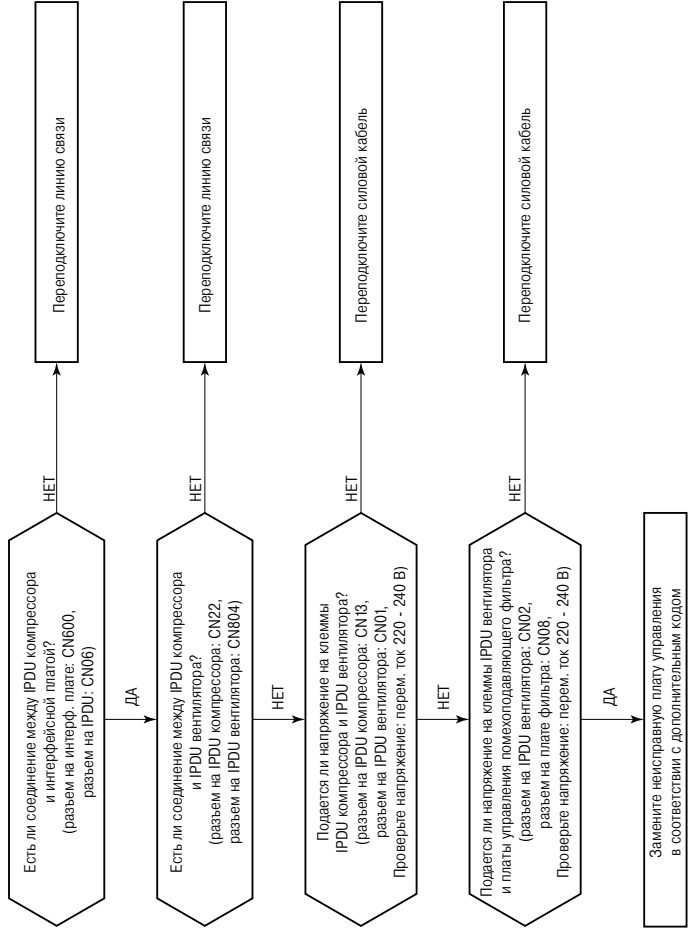 Есть ли соединение между IPDU компрессора
и интерфейсной платой?
(разъем на интерф. плате: CN600,
разъем на IPDU: CN06)
НЕТ
Переподключите линию связи
ДА
Есть ли соединение между IPDU компрессора
и IPDU вентилятора?
(разъем на IPDU компрессора: CN22,
разъем на IPDU вентилятора: CN804)
НЕТ
Переподключите линию связи
НЕТ
Подается ли напряжение на клеммы
IPDU компрессора и IPDU вентилятора?
(разъем на IPDU компрессора: CN13,
разъем на IPDU вентилятора: CN01,
Проверьте напряжение: перем. ток 220 - 240 В)
НЕТ
Переподключите силовой кабель
НЕТ
Подается ли напряжение на клеммы IPDU вентилятора
и платы управления помехоподавляющего фильтра?
(разъем на IPDU вентилятора: CN02,
разъем на плате фильтра: CN08,
Проверьте напряжение: перем. ток 220 - 240 В)
НЕТ
Переподключите силовой кабель
ДА
Замените неисправную плату управления
в соответствии с дополнительным кодом